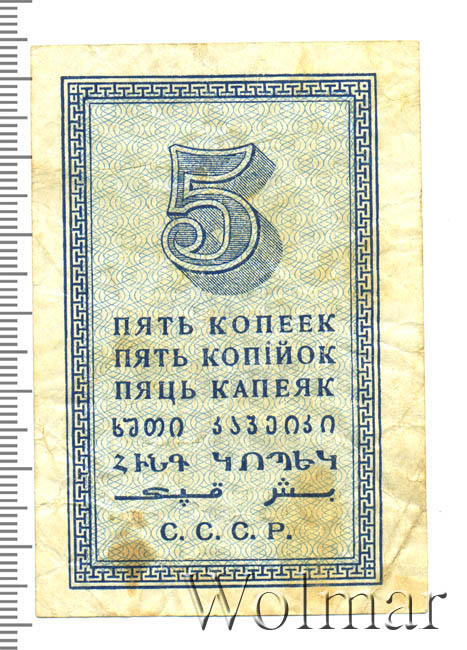 5
ПЯТЬ КОПЕЕК
ПЯТЬ КОПІЙОК
ПЯЦЬ КАПЕЯК
ხუთი კაპეიკი
ՀԻՆԳ ԿՈՊԵԿ
بش قپك
С. С. С. Р.
Wolmar